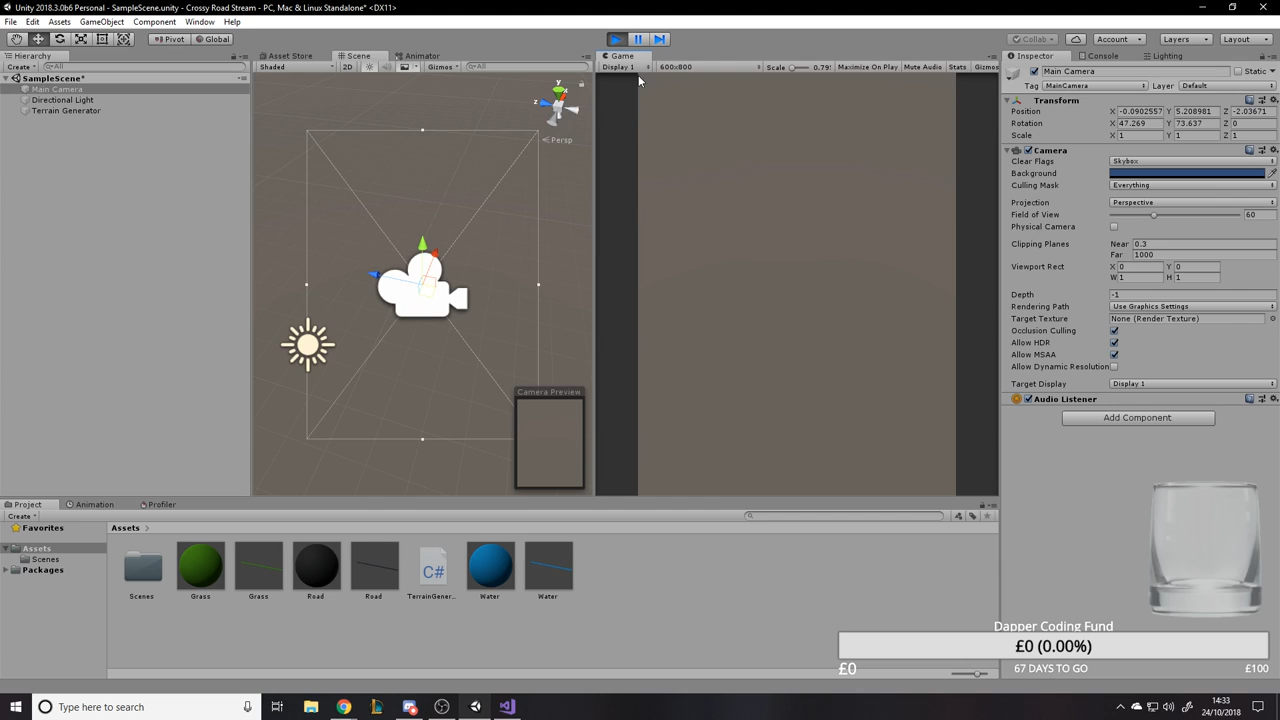 Unity 2018.3.0b6 Personal - SampleScene.unity - Crossy Road Stream - PC, Mac & Linux Standalone* <DX11>
File Edit Assets GameObject Component Window Help
Pivot Global Collab Account Layers Layout
Hierarchy Asset Store Scene Animator Game Inspector Console Lighting
Create All Shaded 2D Gizmos All Display 1 600x800 Scale 0.79 Maximize On Play Mute Audio Stats Gizmos
SampleScene*
Main Camera
Directional Light
Terrain Generator
y
x
z
Persp
Camera Preview
Main Camera Static
Tag MainCamera Layer Default
Transform
Position X -0.0902557 Y 5.208981 Z -2.03671
Rotation X 47.269 Y 73.637 Z 0
Scale X 1 Y 1 Z 1
Camera
Clear Flags Skybox
Background
Culling Mask Everything
Projection Perspective
Field of View 60
Physical Camera
Clipping Planes Near 0.3
Far 1000
Viewport Rect X 0 Y 0
W 1 H 1
Depth -1
Rendering Path Use Graphics Settings
Target Texture None (Render Texture)
Occlusion Culling
Allow HDR
Allow MSAA
Allow Dynamic Resolution
Target Display Display 1
Audio Listener
Add Component
Project Animation Profiler
Create
Favorites
Assets
Scenes
Packages
Assets
C#
Scenes Grass Grass Road Road TerrainGener... Water Water
Dapper Coding Fund
£0 (0.00%)
£0 67 DAYS TO GO £100
Type here to search
14:33
24/10/2018